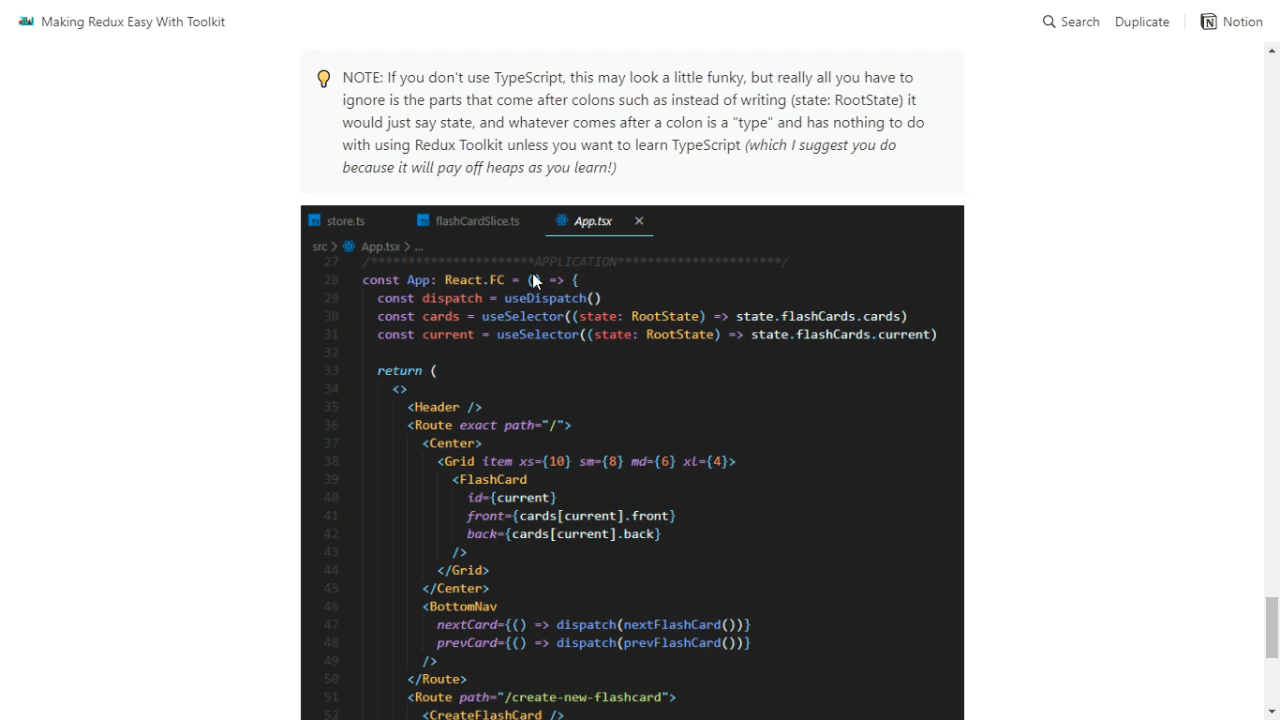 Making Redux Easy With Toolkit
Search Duplicate Notion
NOTE: If you don't use TypeScript, this may look a little funky, but really all you have to
ignore is the parts that come after colons such as instead of writing (state: RootState) it
would just say state, and whatever comes after a colon is a "type" and has nothing to do
with using Redux Toolkit unless you want to learn TypeScript (which I suggest you do
because it will pay off heaps as you learn!)
store.ts flashCardSlice.ts App.tsx
src > App.tsx > ...
27 /**********************APPLICATION**********************/
28 const App: React.FC = () => {
29 const dispatch = useDispatch()
30 const cards = useSelector((state: RootState) => state.flashCards.cards)
31 const current = useSelector((state: RootState) => state.flashCards.current)
32
33 return (
34 <>
35 <Header />
36 <Route exact path="/">
37 <Center>
38 <Grid item xs={10} sm={8} md={6} xl={4}>
39 <FlashCard
40 id={current}
41 front={cards[current].front}
42 back={cards[current].back}
43 />
44 </Grid>
45 </Center>
46 <BottomNav
47 nextCard={() => dispatch(nextFlashCard())}
48 prevCard={() => dispatch(prevFlashCard())}
49 />
50 </Route>
51 <Route path="/create-new-flashcard">
52 <CreateFlashCard />